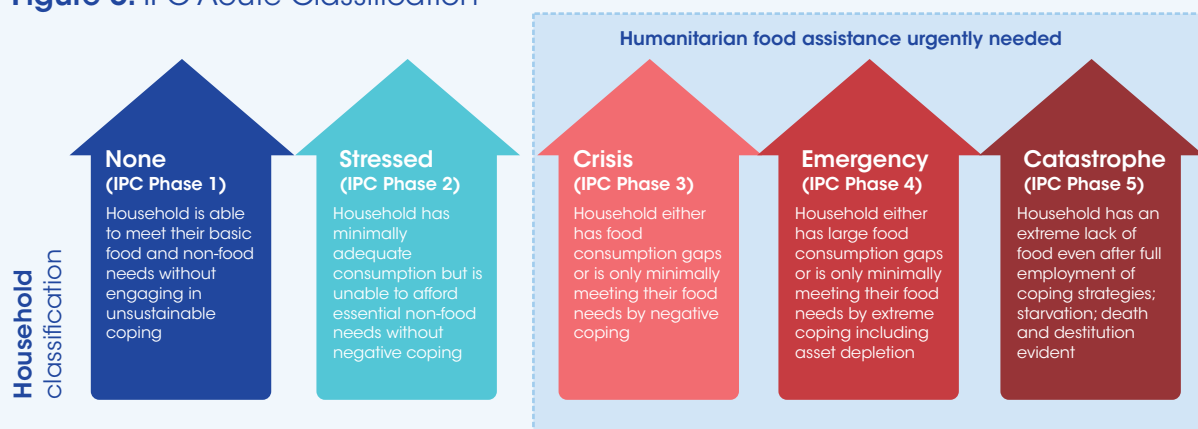 Figure IPC Acute Classification
Humanitarian food assistance urgently needed
Household
classification
None
(IPC Phase 1)
Household is able
to meet their basic
food and non-food
needs without
engaging in
unsustainable
coping
Stressed
(IPC Phase 2)
Household has
minimally
adequate
consumption but is
unable to afford
essential non-food
needs without
negative coping
Crisis
(IPC Phase 3)
Household either
has food
consumption gaps
or is only minimally
meeting their food
needs by negative
coping
Emergency
(IPC Phase 4)
Household either
has large food
consumption gaps
or is only minimally
meeting their food
needs by extreme
coping including
asset depletion
Catastrophe
(IPC Phase 5)
Household has an
extreme lack of
food even after full
employment of
coping strategies;
starvation; death
and destitution
evident